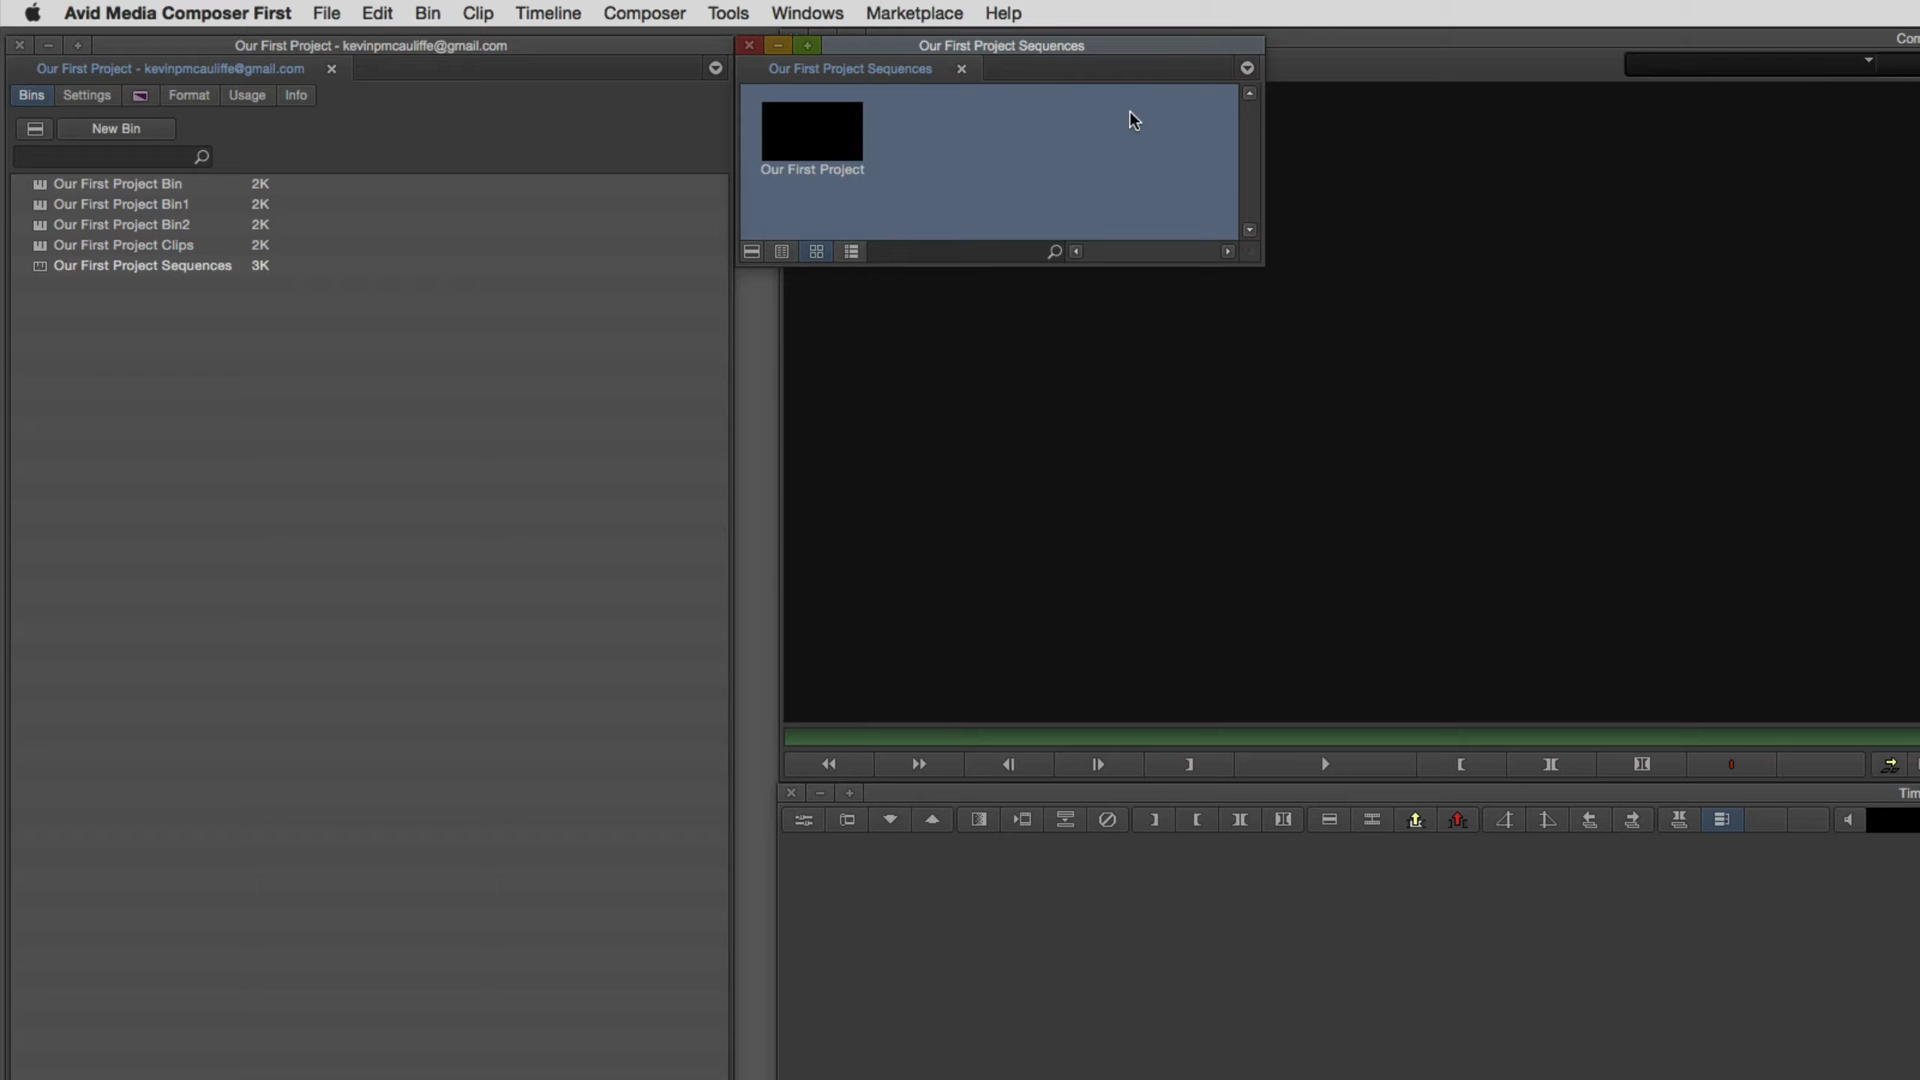 Avid Media Composer First File Edit Bin Clip Timeline Composer Tools Windows Marketplace Help
Our First Project - kevinpmcauliffe@gmail.com
Our First Project - kevinpmcauliffe@gmail.com
Bins Settings Format Usage Info
New Bin
Our First Project Bin 2K
Our First Project Bin1 2K
Our First Project Bin2 2K
Our First Project Clips 2K
Our First Project Sequences 3K
Our First Project Sequences
Our First Project Sequences
Our First Project
Com
Tim